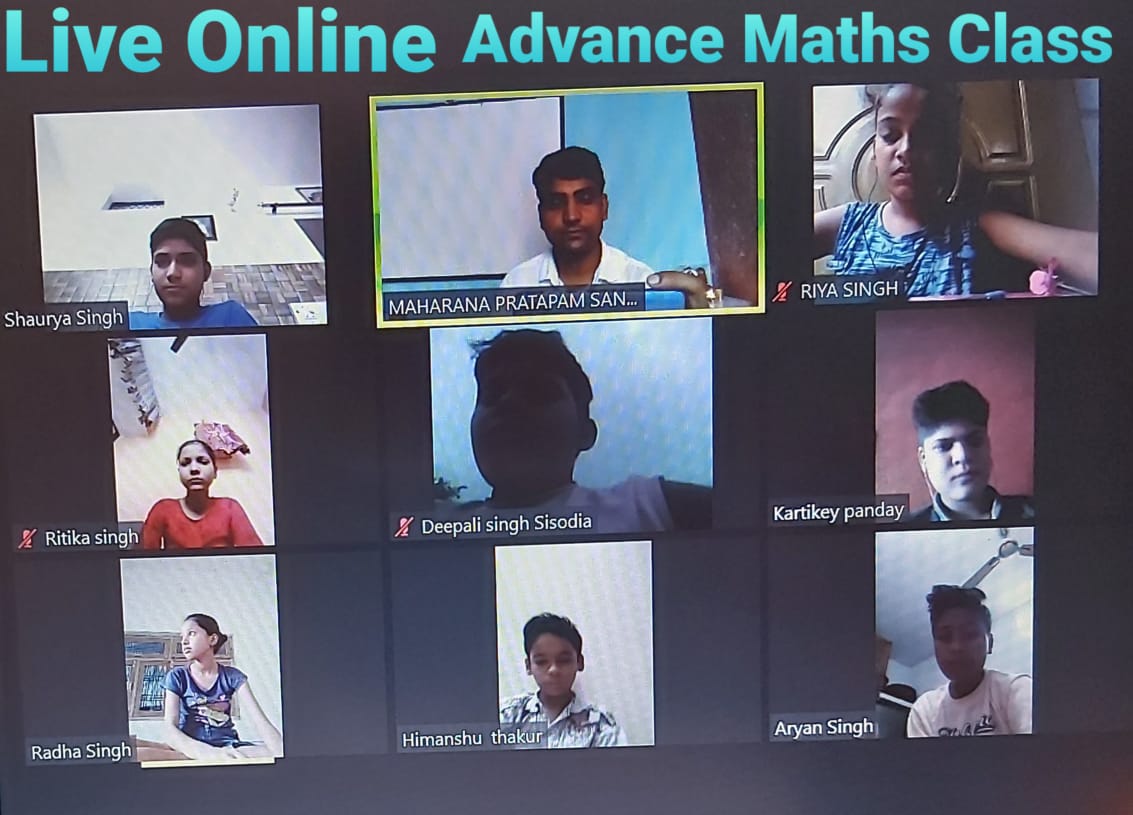 Live Online Advance Maths Class
Shaurya Singh
MAHARANA PRATAPAM SAN...
RIYA SINGH
Ritika singh
Deepali singh Sisodia
Kartikey panday
Radha Singh
Himanshu thakur
Aryan Singh